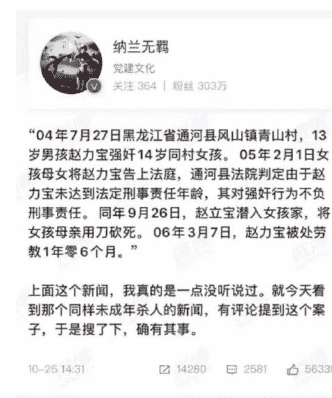 纳兰无羁
党建文化
关注 364 | 粉丝 303万
“04年7月27日黑龙江省通河县凤山镇青山村，13
岁男孩赵力宝强奸14岁同村女孩。05年2月1日女
孩母女将赵力宝告上法庭，通河县法院判定由于赵
力宝未达到法定刑事责任年龄，其对强奸行为不负
刑事责任。 同年9月26日，赵立宝潜入女孩家，将
女孩母亲用刀砍死。 06年3月7日，赵力宝被处劳
教1年零6个月。”
上面这个新闻，我真的是一点没听说过。就今天看
到那个同样未成年杀人的新闻，有评论提到这个案
子，于是搜了下，确有其事。
10-25 14:31 14280 2581 5633